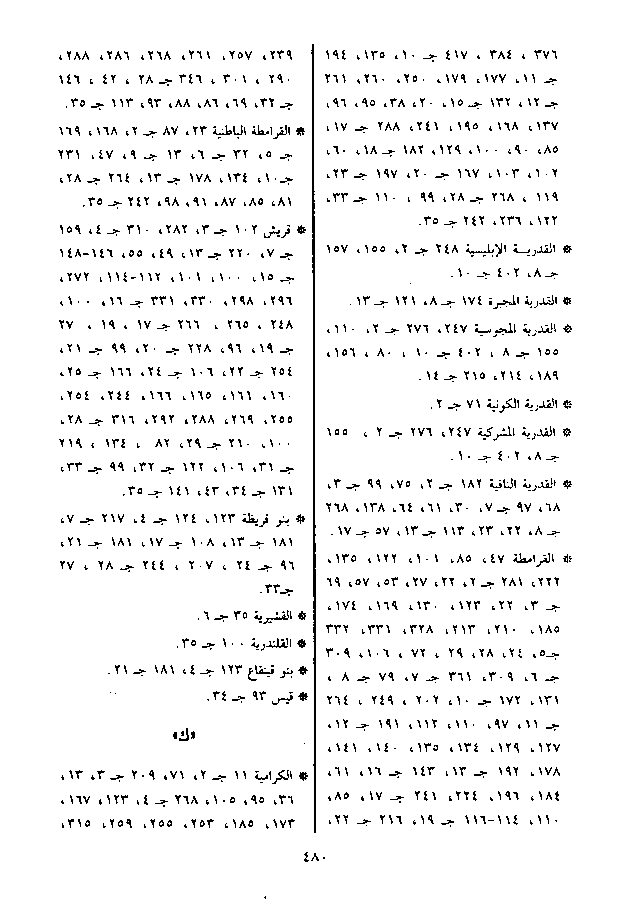 ٣٧٦ ، ٣٨٤ ، ٤١٧ جـ ١٠، ١٣٥، ١٩٤
جـ ١١، ١٧٧، ١٧٩، ٢٥٠، ٢٦٠، ٢٦١
جـ ١٢، ١٣٢ جـ ١٥، ٢٠، ٣٨، ٩٥، ٩٦،
١٣٧، ١٦٨، ١٩٥، ٢٤١، ٢٨٨ جـ ١٧،
٨٥، ٩٠، ١٠٠، ١٢٩، ١٨٢ جـ ١٨، ٦٠،
١٠٢، ١٠٣، ١٦٧ جـ ٢٠، ١٩٧ جـ ٢٣،
١١٩ ، ٢٦٨ جـ ٢٨، ٩٩ ، ١١٠ جـ ٣٣،
١٢٢، ٢٣٦، ٢٤٢ جـ ٣٥.
* القدريـــة الإبليسية ٢٤٨ جـ ٢، ١٥٥، ١٥٧
جـ ٨، ٤٠٢ جـ ١٠.
* القدرية المجبرة ١٧٤ جـ ٨، ١٢١ جـ ١٣.
* القدرية المجوسية ٢٤٧، ٢٧٦ جـ ٢، ١١٠،
١٥٥ جـ ٨ ، ٤٠٢ جـ ١٠ ، ٨٠ ، ١٥٦،
١٨٩، ٢١٤، ٢١٥ جـ ١٤.
* القدرية الكونية ٧١ جـ ٢.
* القدرية المشركية ٢٤٧، ٢٧٦ جـ ٢ ، ١٥٥
جـ ٨، ٤٠٢ جـ ١٠.
* القدرية النافية ١٨٢ جـ ٢، ٧٥، ٩٩ جـ ٣،
٦٨، ٩٧ جـ ٧، ٣٠، ٦١، ٦٤، ١٣٨، ٢٦٨
جـ ٨، ٢٢، ٢٣، ١١٣ جـ ١٣، ٥٧ جـ ١٧.
* القرامطة ٤٧، ٨٥، ١٠١، ١٢٢، ١٣٥،
٢٢٢، ٢٨١ جـ ٢، ٢٢، ٢٧، ٥٣، ٥٧، ٦٩
جـ ٣، ٢٢، ١٢٣، ١٣٠، ١٦٩، ١٧٤،
١٨٥، ٢١٠، ٢١٣، ٣٢٨، ٣٣١، ٣٣٢
جـ٥، ٢٤، ٢٨، ٢٩ ، ٧٢ ، ١٠٦، ٣٠٩
جـ ٦، ٣٠٩، ٣٦١ جـ ٧، ٧٩ جـ ٨ ،
١٣١، ١٧٢ جـ ١٠، ٢٠٢ ، ٢٤٩ ، ٢٦٤
جـ ١١، ٩٧، ١١٠، ١١٢، ١٩١ جـ ١٢،
١٢٧، ١٢٩، ١٣٤، ١٣٥، ١٤٠، ١٤١،
١٧٨، ١٩٢ جـ ١٣، ١٤٣ جـ ١٦، ٦١،
١٨٤، ١٩٦، ٢٢٤، ٢٤١ جـ ١٧، ٨٥،
١١٠، ١١٤-١١٦ جـ ١٩، ٢١٦ جـ ٢٢،
٢٣٩، ٢٥٧، ٢٦١، ٢٦٨، ٢٨٦، ٢٨٨،
٢٩٠ ، ٣٠١ ، ٣٤٦ جـ ٢٨ ، ٤٢ ، ١٤٦
جـ ٣٢، ٦٩، ٨٦، ٨٨، ٩٣، ١١٣ جـ ٣٥.
* القرامطة الباطنية ٢٣، ٨٧ جـ ٢، ١٦٨، ١٦٩
جـ ٥، ٣٢ جـ ٦، ١٣ جـ ٩، ٤٧، ٢٣١
جـ١٠، ١٣٤، ١٧٨ جـ ١٣، ٢٦٤ جـ ٢٨،
٨١، ٨٥، ٨٧، ٩١، ٩٨، ٢٤٢ جـ ٣٥.
* قريش ١٠٢ جـ ٣، ٢٨٢، ٣١٠ جـ ٤، ١٥٩
جـ ٧، ٢٢٠ جـ ١٣، ٤٩، ٥٥، ١٤٦-١٤٨
جـ ١٥، ١٠٠، ١٠١، ١١٢-١١٤، ٢٧٢،
٢٩٦، ٢٩٨، ٣٣٠، ٣٣١ جـ ١٦، ١٠٠،
٢٤٨ ، ٢٦٥ ، ٢٦٦ جـ ١٧ ، ١٩ ، ٢٧
جـ ١٩، ٩٦، ٢٢٨ جـ ٢٠، ٩٩ جـ ٢١،
٢٥٤ جـ ٢٢، ١٠٦ جـ ٢٤، ١٦٦ جـ ٢٥،
١٦٠، ١٦١، ١٦٥، ١٦٦، ٢٤٤، ٢٥٤،
٢٥٥، ٢٦٩، ٢٨٨، ٢٩٢، ٣١٦ جـ ٢٨،
١٠٠، ٢١٠ جـ ٢٩، ٨٢ ، ١٣٤ ، ٢١٩
جـ ٣١، ١٠٦، ١٢٢ جـ ٣٢، ٩٩ جـ ٣٣،
١٣١ جـ ٣٤، ٤٣، ١٤١ جـ ٣٥.
* بنو قريظة ١٢٣، ١٢٤ جـ ٤، ٢١٧ جـ ٧،
١٨١ جـ ١٣، ١٠٨ جـ ١٧، ١٨١ جـ ٢١،
٩٦ جـ ٢٤ ، ٢٠٧ ، ٢٤٤ جـ ٢٨ ، ٢٧
جـ٣٣.
* القشيرية ٣٥ جـ ٦.
* القلندرية ١٠٠ جـ ٣٥.
* بنو قينقاع ١٢٣ جـ ٤، ١٨١ جـ ٢١.
* قيس ٩٣ جـ ٣٤.
«ك»
* الكرامية ١١ جـ ٢، ٧١، ٢٠٩ جـ ٣، ١٣،
٣٦، ٩٥، ١٠٥، ٢٦٨ جـ ٤، ١٢٣، ١٦٧،
١٧٣، ١٨٥، ٢٥٣، ٢٥٥، ٢٥٩، ٣١٥،
٤٨٠